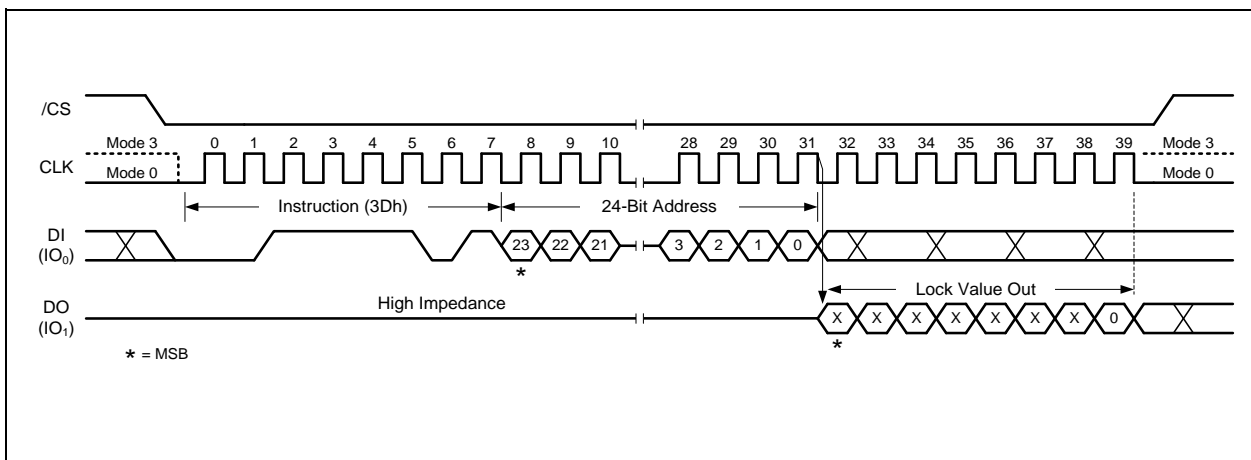 /CS
Mode 3 0 1 2 3 4 5 6 7 8 9 10 28 29 30 31 32 33 34 35 36 37 38 39 Mode 3
CLK
Mode 0 Mode 0
Instruction (3Dh) 24-Bit Address
DI
(IO₀)
23 22 21 3 2 1 0
*
Lock Value Out
High Impedance
DO
(IO₁)
X X X X X X X 0
*
* = MSB